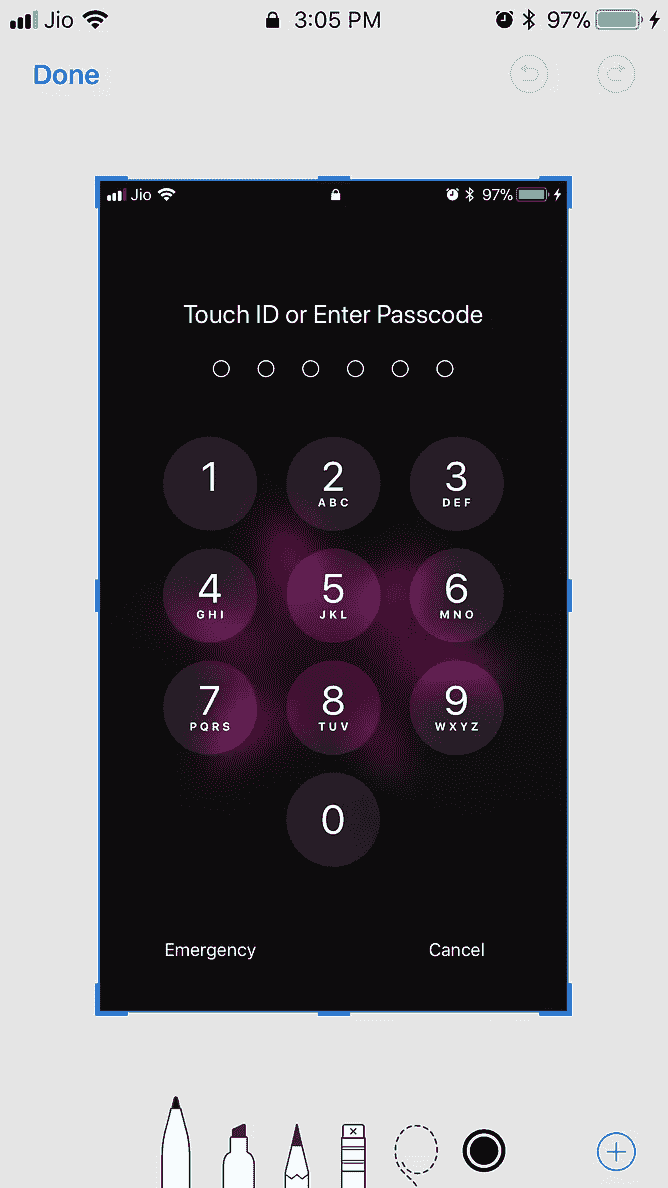 Jio 3:05 PM 97%
Done
Jio 97%
Touch ID or Enter Passcode
1 2 3
ABC DEF
4 5 6
GHI JKL MNO
7 8 9
PQRS TUV WXYZ
0
Emergency Cancel